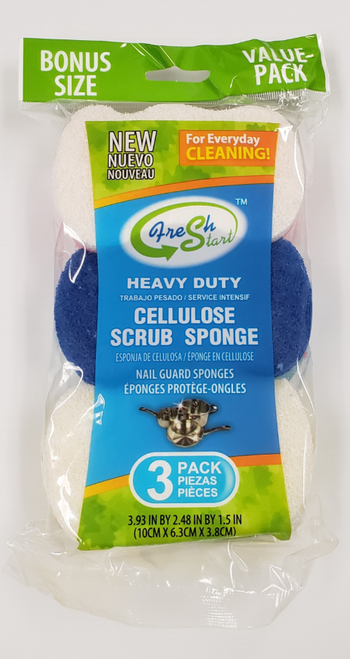 BONUS
SIZE
VALUE-
PACK
NEW
NUEVO
NOUVEAU
For Everyday
CLEANING!
Fresh
Start
TM
HEAVY DUTY
TRABAJO PESADO / SERVICE INTENSIF
CELLULOSE
SCRUB SPONGE
ESPONJA DE CELULOSA / ÉPONGE EN CELLULOSE
NAIL GUARD SPONGES
ÉPONGES PROTÈGE-ONGLES
3 PACK
PIEZAS
PIÈCES
3.93 IN BY 2.48 IN BY 1.5 IN
(10CM X 6.3CM X 3.8CM)